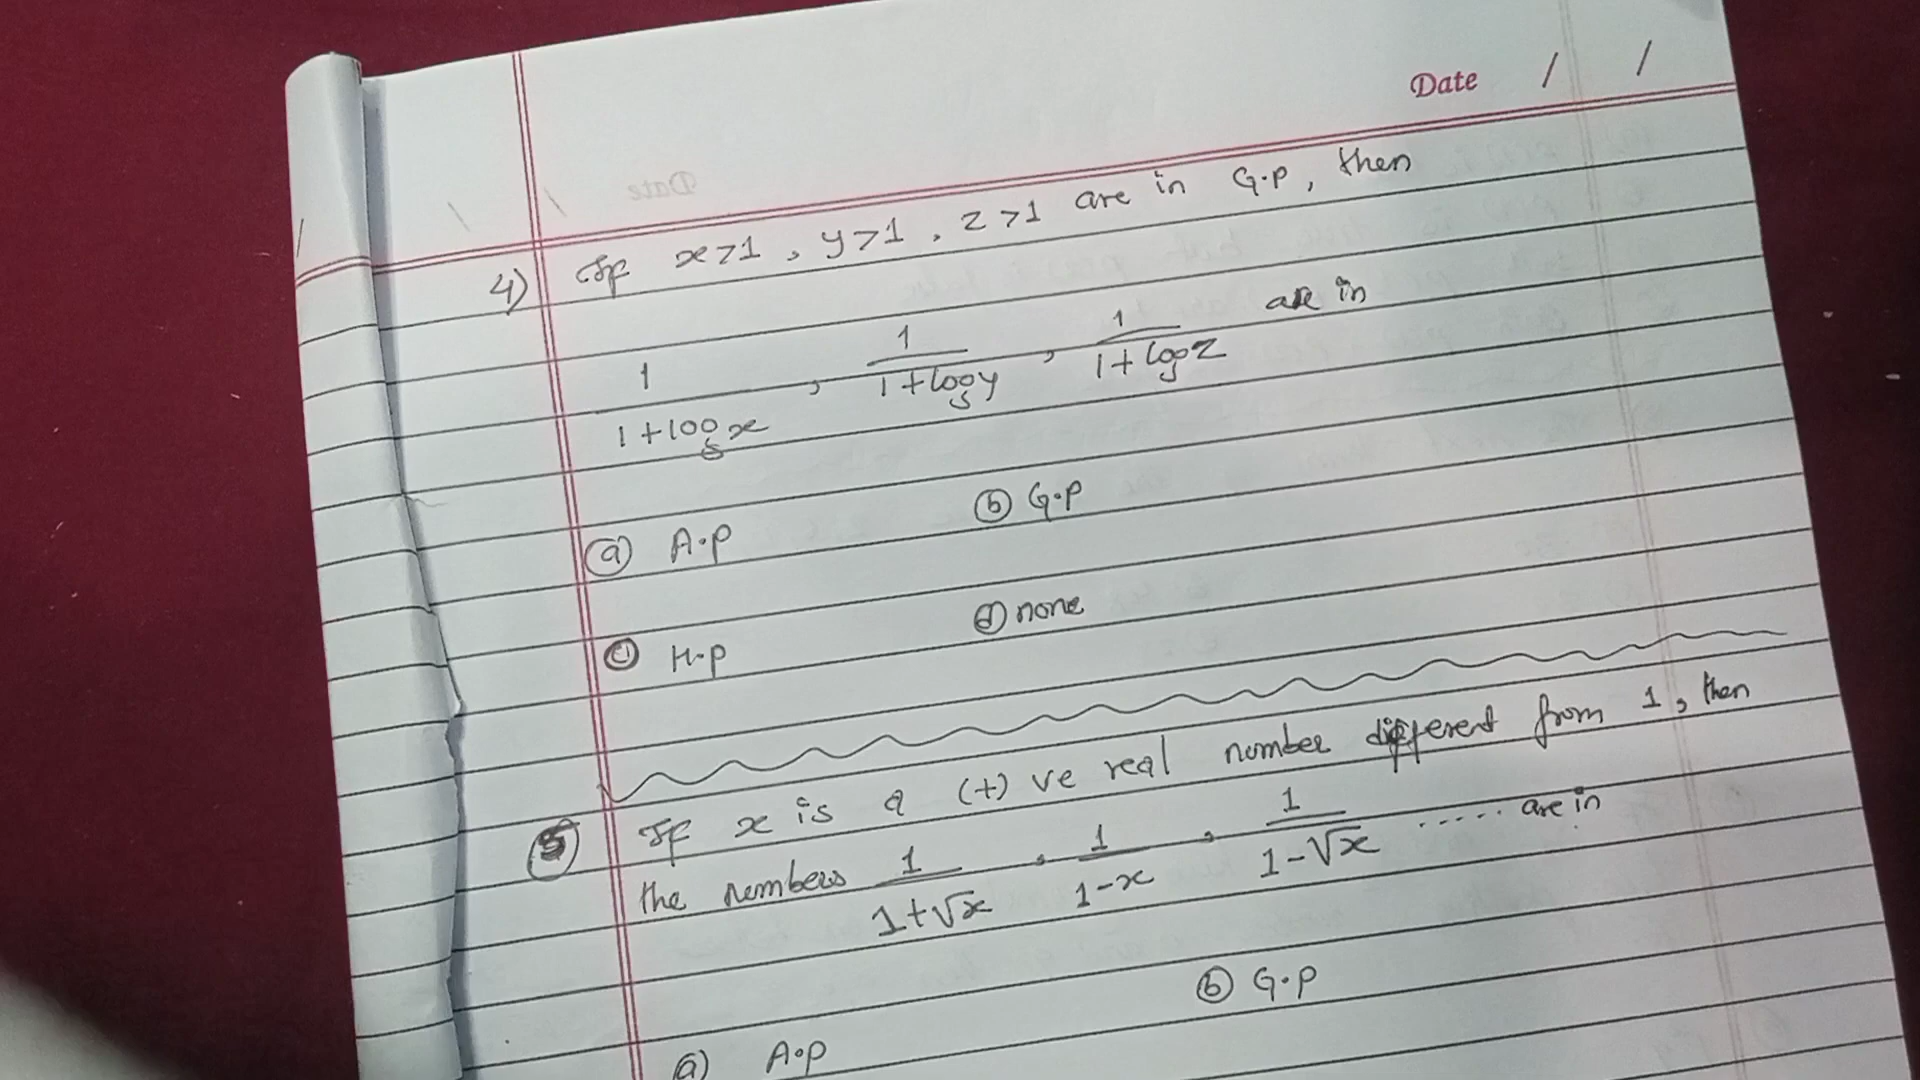 Date / /
4) If x>1, y>1, z>1 are in G.P, then
1/(1+log x), 1/(1+log y), 1/(1+log z) are in
(a) A.P (b) G.P
(c) H.P (d) none
(5) If x is a (+) ve real number different from 1, then
the numbers 1/(1+√x), 1/(1-x), 1/(1-√x) ..... are in
(b) G.P
(a) A.P